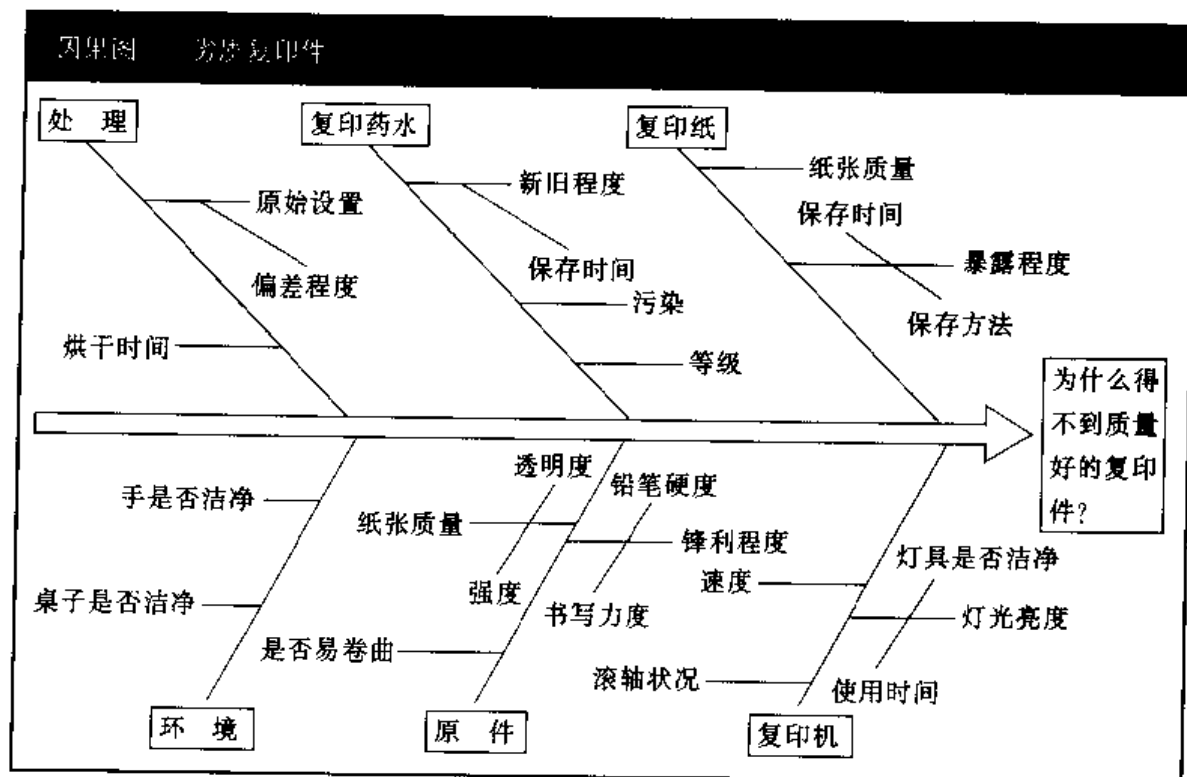 因果图 劣质复印件
处 理
复印药水
复印纸
纸张质量
新旧程度
原始设置
保存时间
保存时间
暴露程度
偏差程度
污染
保存方法
烘干时间
等级
为什么得
不到质量
好的复印
件?
透明度
铅笔硬度
手是否洁净
纸张质量
锋利程度
灯具是否洁净
速度
强度
桌子是否洁净
书写力度
灯光亮度
是否易卷曲
滚轴状况
使用时间
环 境
原 件
复印机